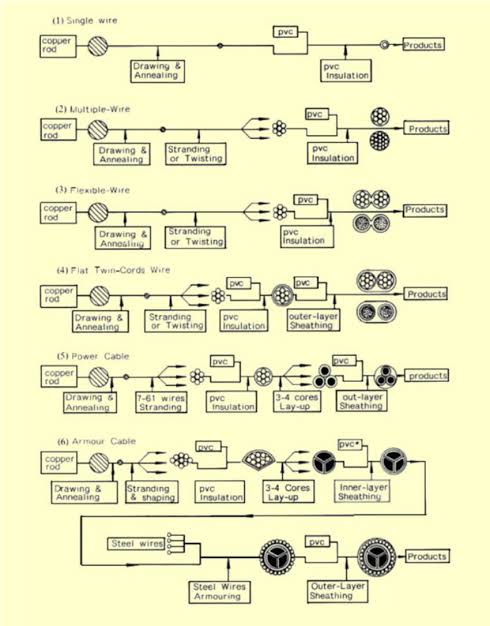 (1) Single wire
copper
rod
pvc
Products
Drawing &
Annealing
pvc
Insulation
(2) Multiple-Wire
copper
rod
pvc
Products
Drawing &
Annealing
Stranding
or Twisting
pvc
Insulation
(3) Flexible-Wire
copper
rod
pvc
Products
Drawing &
Annealing
Stranding
or Twisting
pvc
Insulation
(4) Flat Twin-Cords Wire
copper
rod
pvc
pvc
Products
Drawing &
Annealing
Stranding
or Twisting
pvc
Insulation
outer-layer
Sheathing
(5) Power Cable
copper
rod
pvc
pvc
products
Drawing &
Annealing
7-61 wires
Stranding
pvc
Insulation
3-4 cores
Lay-up
out-layer
Sheathing
(6) Armour Cable
copper
rod
pvc
pvc*
Drawing &
Annealing
Stranding
& shaping
pvc
Insulation
3-4 Cores
Lay-up
Inner-layer
Sheathing
Steel wires
pvc
Products
Steel Wires
Armouring
Outer-Layer
Sheathing